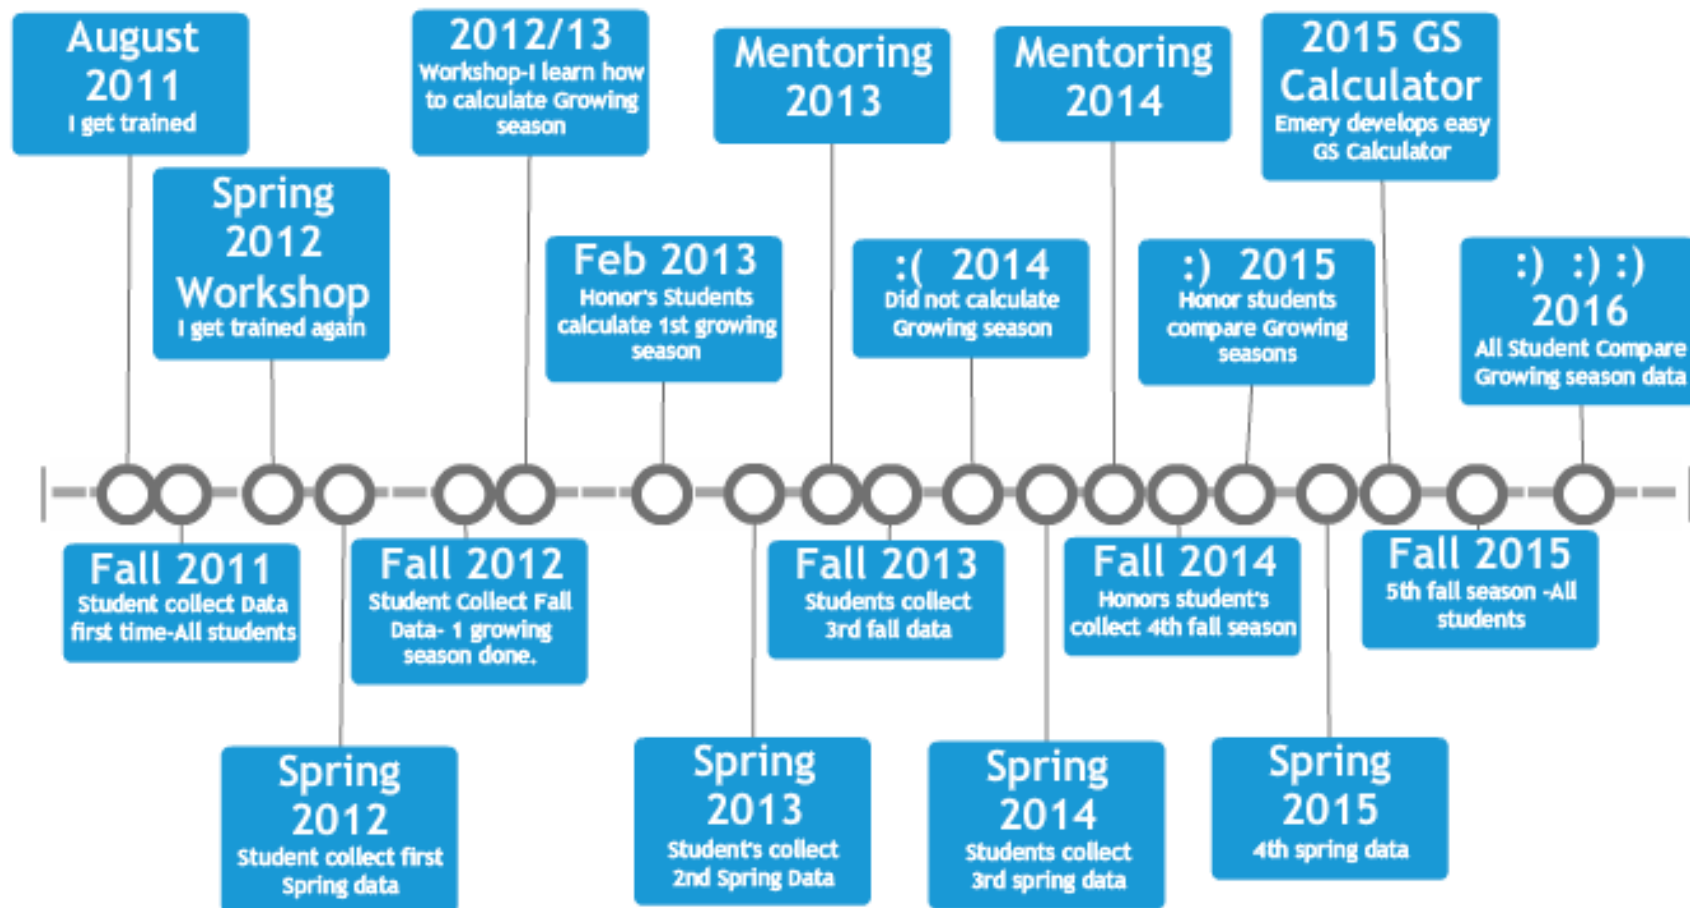 August
2011
I get trained
Spring
2012
Workshop
I get trained again
2012/13
Workshop-I learn how
to calculate Growing
season
Feb 2013
Honor's Students
calculate 1st growing
season
Mentoring
2013
:( 2014
Did not calculate
Growing season
Mentoring
2014
:) 2015
Honor students
compare Growing
seasons
2015 GS
Calculator
Emery develops easy
GS Calculator
:) :) :)
2016
All Student Compare
Growing season data
Fall 2011
Student collect Data
first time-All students
Spring
2012
Student collect first
Spring data
Fall 2012
Student Collect Fall
Data- 1 growing
season done.
Spring
2013
Student's collect
2nd Spring Data
Fall 2013
Students collect
3rd fall data
Spring
2014
Students collect
3rd spring data
Fall 2014
Honors student's
collect 4th fall season
Spring
2015
4th spring data
Fall 2015
5th fall season -All
students